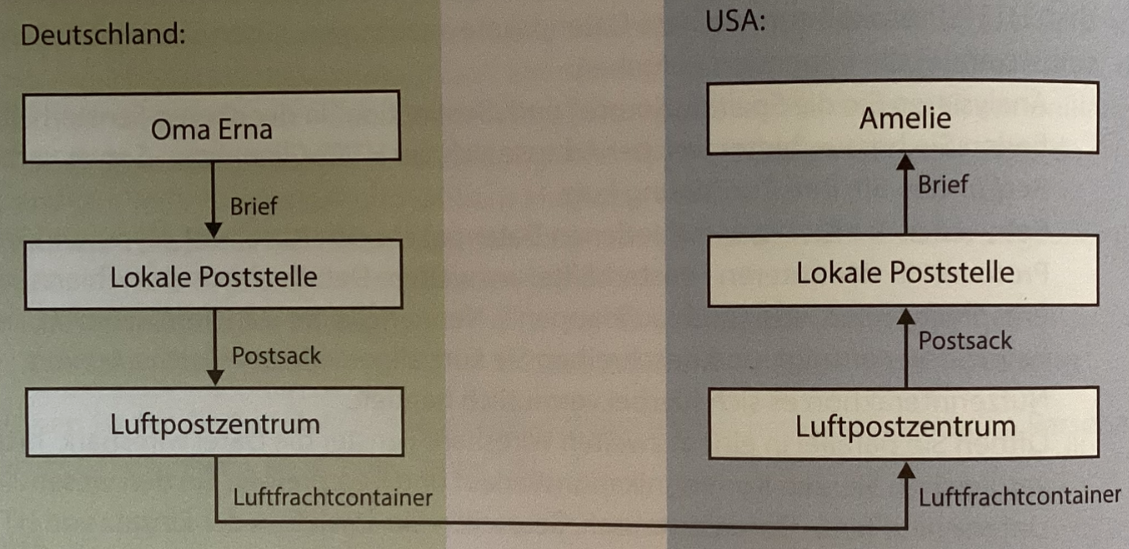 Deutschland:
Oma Erna
Brief
Lokale Poststelle
Postsack
Luftpostzentrum
Luftfrachtcontainer
USA:
Amelie
Brief
Lokale Poststelle
Postsack
Luftpostzentrum
Luftfrachtcontainer